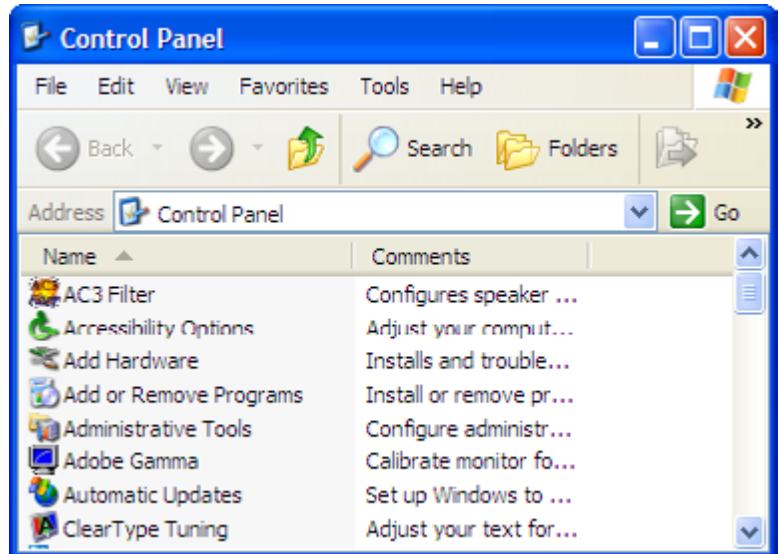 Control Panel
File Edit View Favorites Tools Help
Back Search Folders »
Address Control Panel Go
Name Comments
AC3 Filter Configures speaker ...
Accessibility Options Adjust your comput...
Add Hardware Installs and trouble...
Add or Remove Programs Install or remove pr...
Administrative Tools Configure administr...
Adobe Gamma Calibrate monitor fo...
Automatic Updates Set up Windows to ...
ClearType Tuning Adjust your text for...